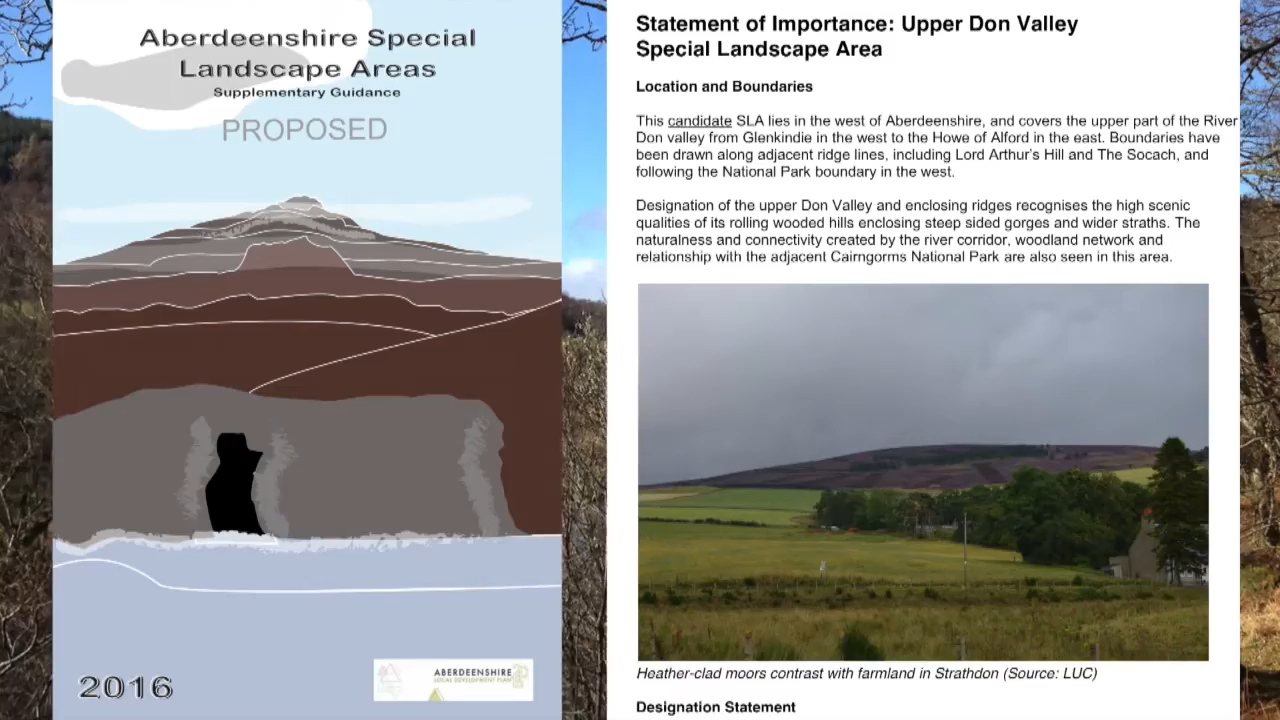 Aberdeenshire Special
Landscape Areas
Supplementary Guidance
PROPOSED
2016
ABERDEENSHIRE
LOCAL DEVELOPMENT PLAN
Statement of Importance: Upper Don Valley
Special Landscape Area
Location and Boundaries
This candidate SLA lies in the west of Aberdeenshire, and covers the upper part of the River
Don valley from Glenkindie in the west to the Howe of Alford in the east. Boundaries have
been drawn along adjacent ridge lines, including Lord Arthur's Hill and The Socach, and
following the National Park boundary in the west.
Designation of the upper Don Valley and enclosing ridges recognises the high scenic
qualities of its rolling wooded hills enclosing steep sided gorges and wider straths. The
naturalness and connectivity created by the river corridor, woodland network and
relationship with the adjacent Cairngorms National Park are also seen in this area.
Heather-clad moors contrast with farmland in Strathdon (Source: LUC)
Designation Statement